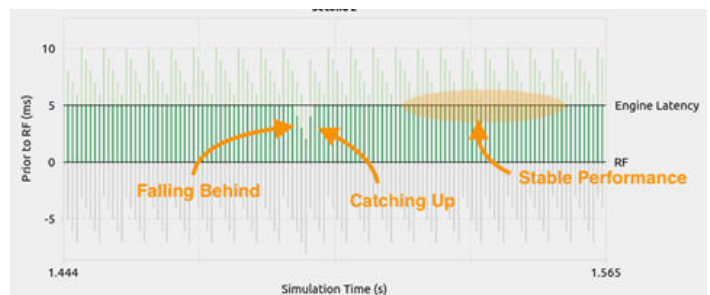 10
5
0
-5
Prior to RF (ms)
Engine Latency
RF
Falling Behind
Catching Up
Stable Performance
1.444
1.565
Simulation Time (s)